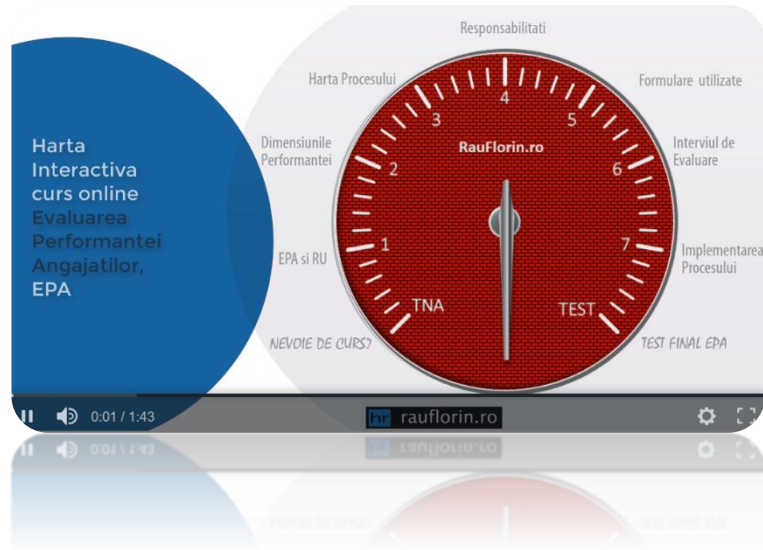 Harta
Interactiva
curs online
Evaluarea
Performantei
Angajatilor,
EPA
Responsabilitati
Harta Procesului
Formulare utilizate
Dimensiunile
Performantei
Interviul de
Evaluare
EPA si RU
Implementarea
Procesului
NEVOIE DE CURS?
TEST FINAL EPA
RauFlorin.ro
TNA
1
2
3
4
5
6
7
TEST
0:01 / 1:43
hr rauflorin.ro